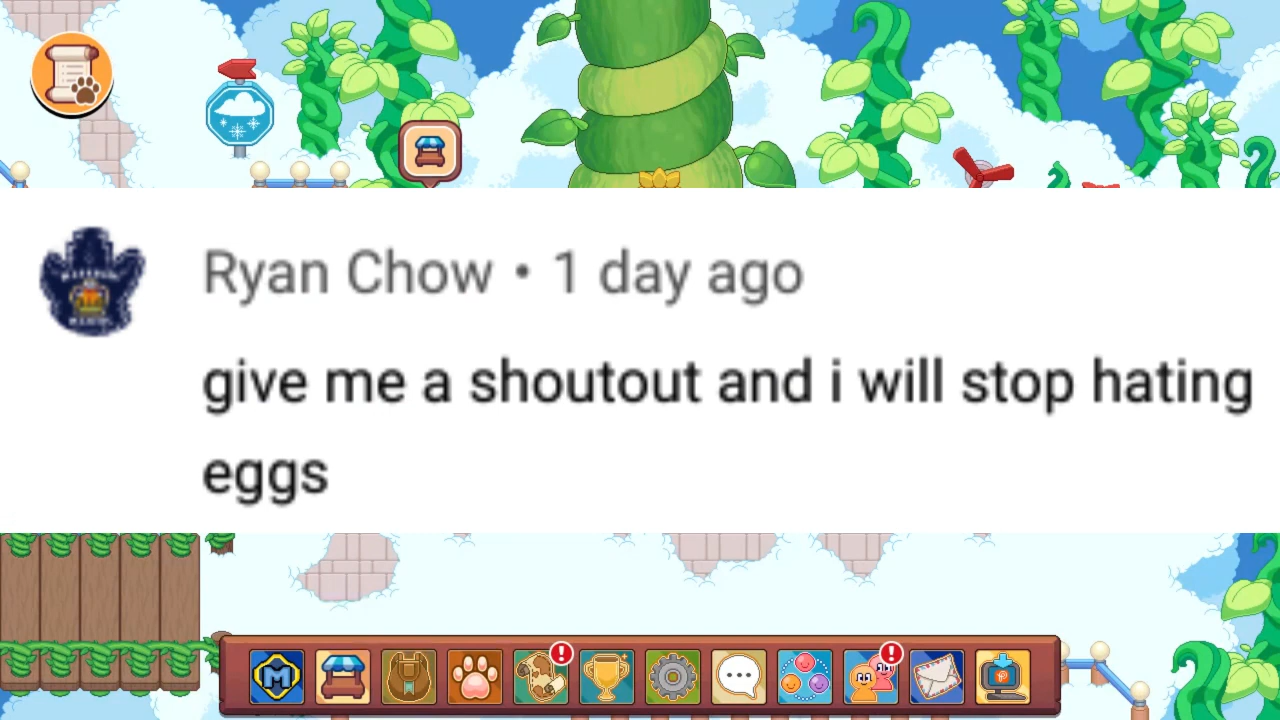 Ryan Chow • 1 day ago
give me a shoutout and i will stop hating
eggs